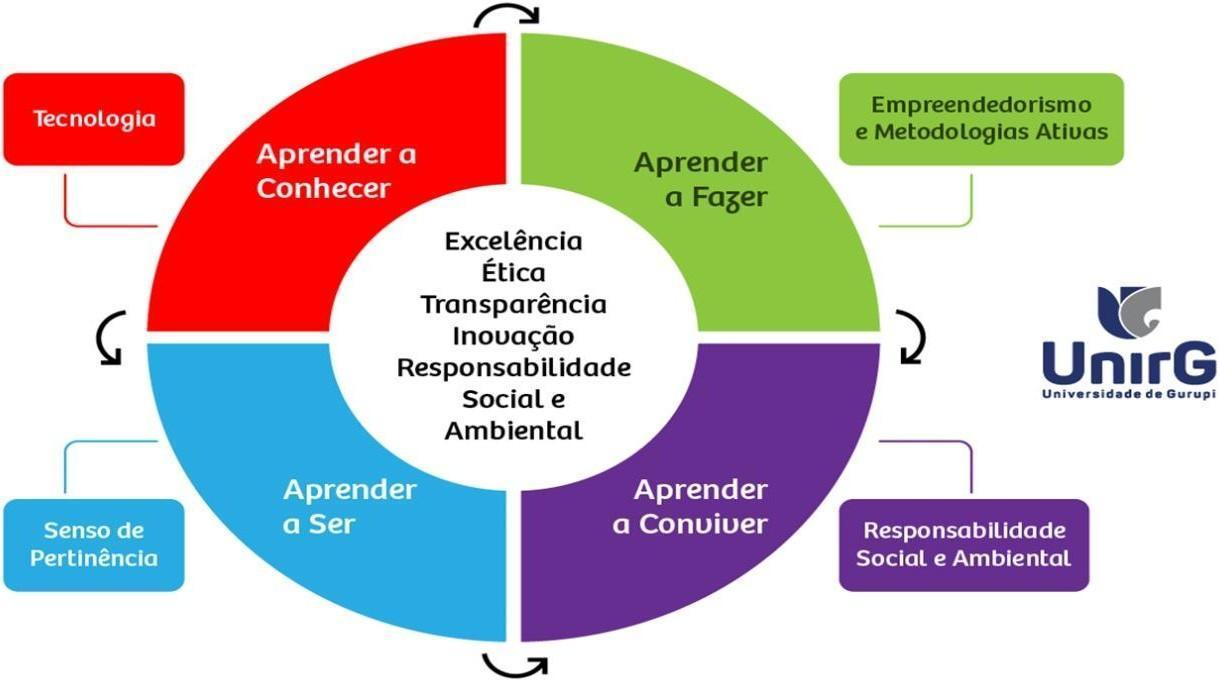 Tecnologia
Aprender a
Conhecer
Aprender
a Fazer
Empreendedorismo
e Metodologias Ativas
Excelência
Ética
Transparência
Inovação
Responsabilidade
Social e
Ambiental
UnirG
Universidade de Gurupi
Aprender
a Ser
Senso de
Pertinência
Aprender
a Conviver
Responsabilidade
Social e Ambiental